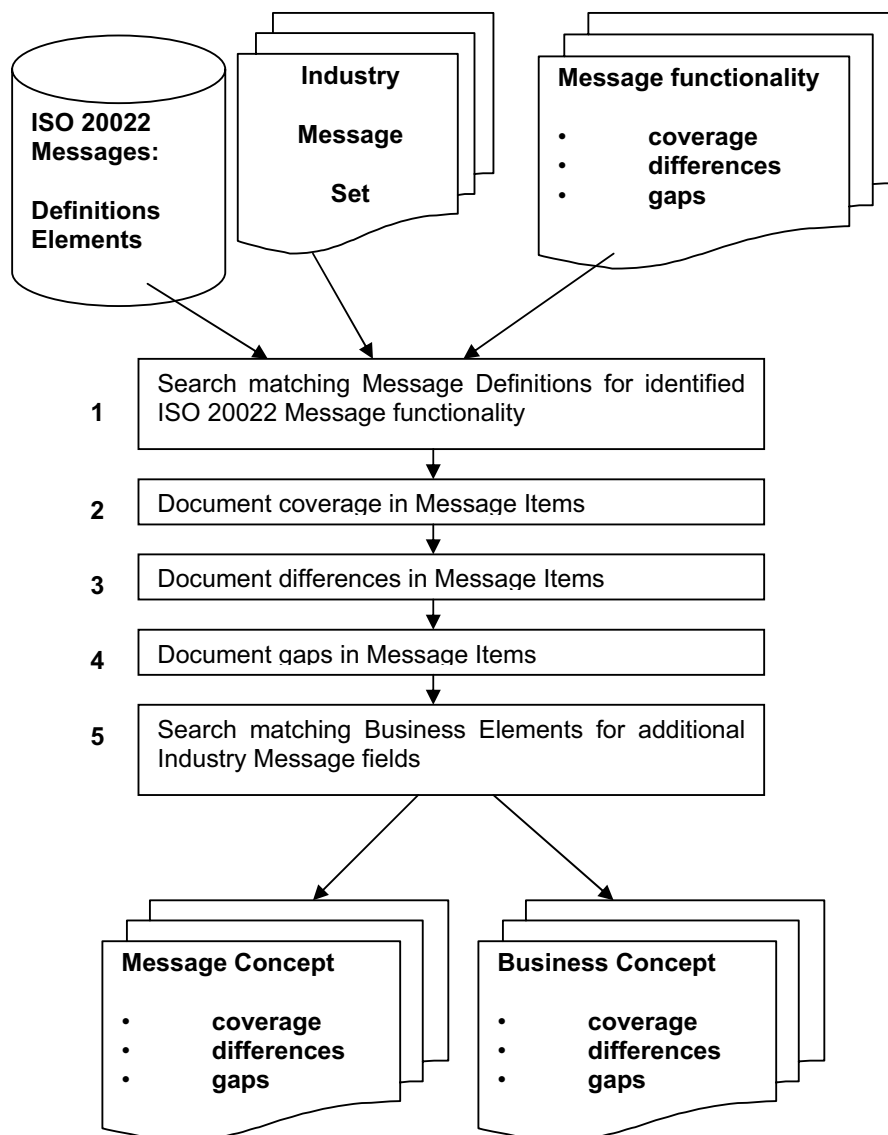 ISO 20022
Messages:
Definitions
Elements
Industry
Message
Set
Message functionality
• coverage
• differences
• gaps
1
Search matching Message Definitions for identified
ISO 20022 Message functionality
2
Document coverage in Message Items
3
Document differences in Message Items
4
Document gaps in Message Items
5
Search matching Business Elements for additional
Industry Message fields
Message Concept
• coverage
• differences
• gaps
Business Concept
• coverage
• differences
• gaps